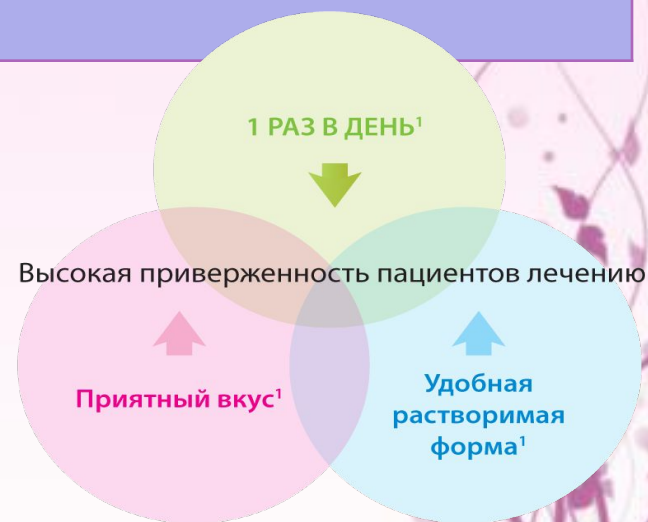 1 РАЗ В ДЕНЬ¹
Высокая приверженность пациентов лечению
Приятный вкус¹
Удобная
растворимая
форма¹